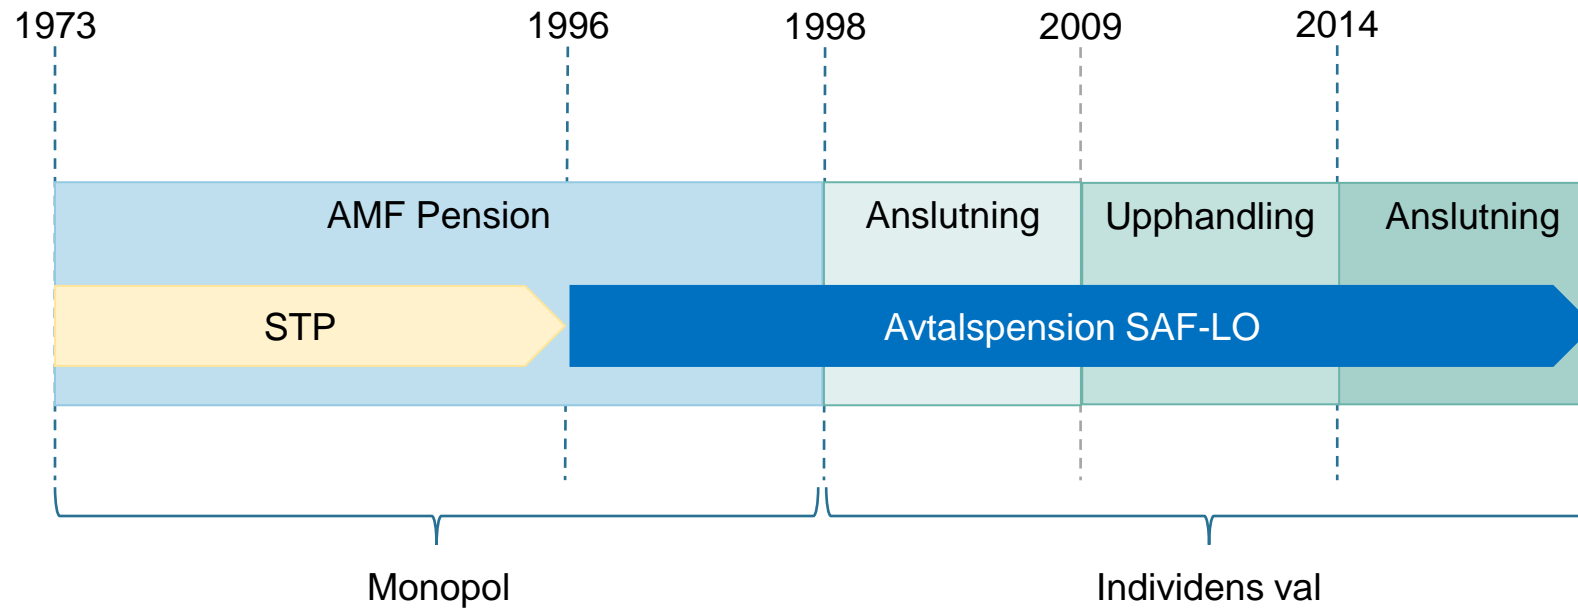 1973 1996 1998 2009 2014
AMF Pension Anslutning Upphandling Anslutning
STP Avtalspension SAF-LO
Monopol Individens val